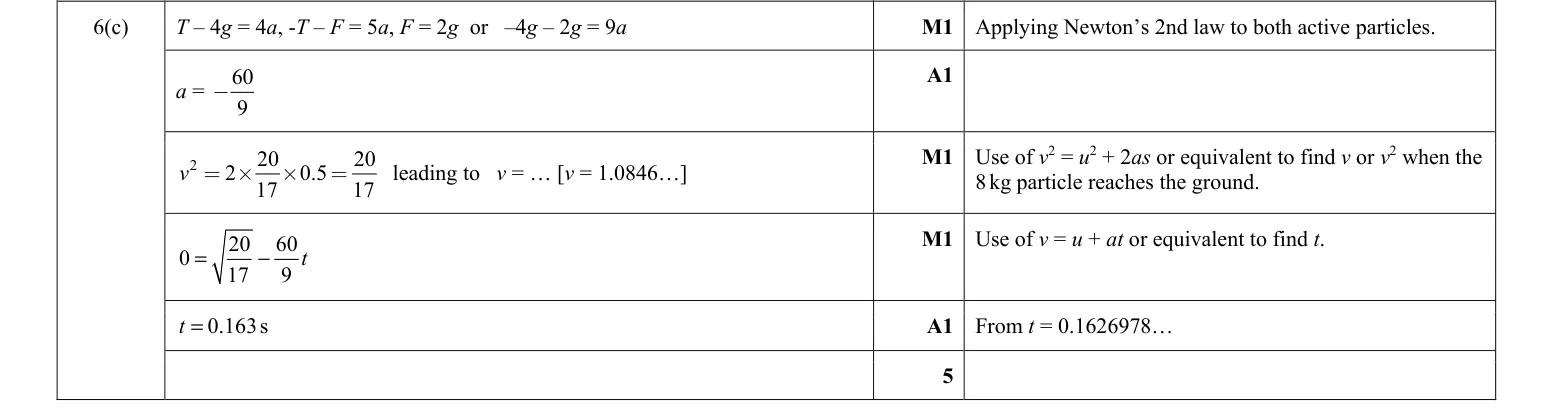 6(c) T – 4g = 4a, -T – F = 5a, F = 2g or –4g – 2g = 9a M1 Applying Newton’s 2nd law to both active particles.
a = −60/9 A1
v² = 2 × 20/17 × 0.5 = 20/17 leading to v = … [v = 1.0846…] M1 Use of v² = u² + 2as or equivalent to find v or v² when the
8 kg particle reaches the ground.
0 = √(20/17) − 60/9 t M1 Use of v = u + at or equivalent to find t.
t = 0.163 s A1 From t = 0.1626978…
5